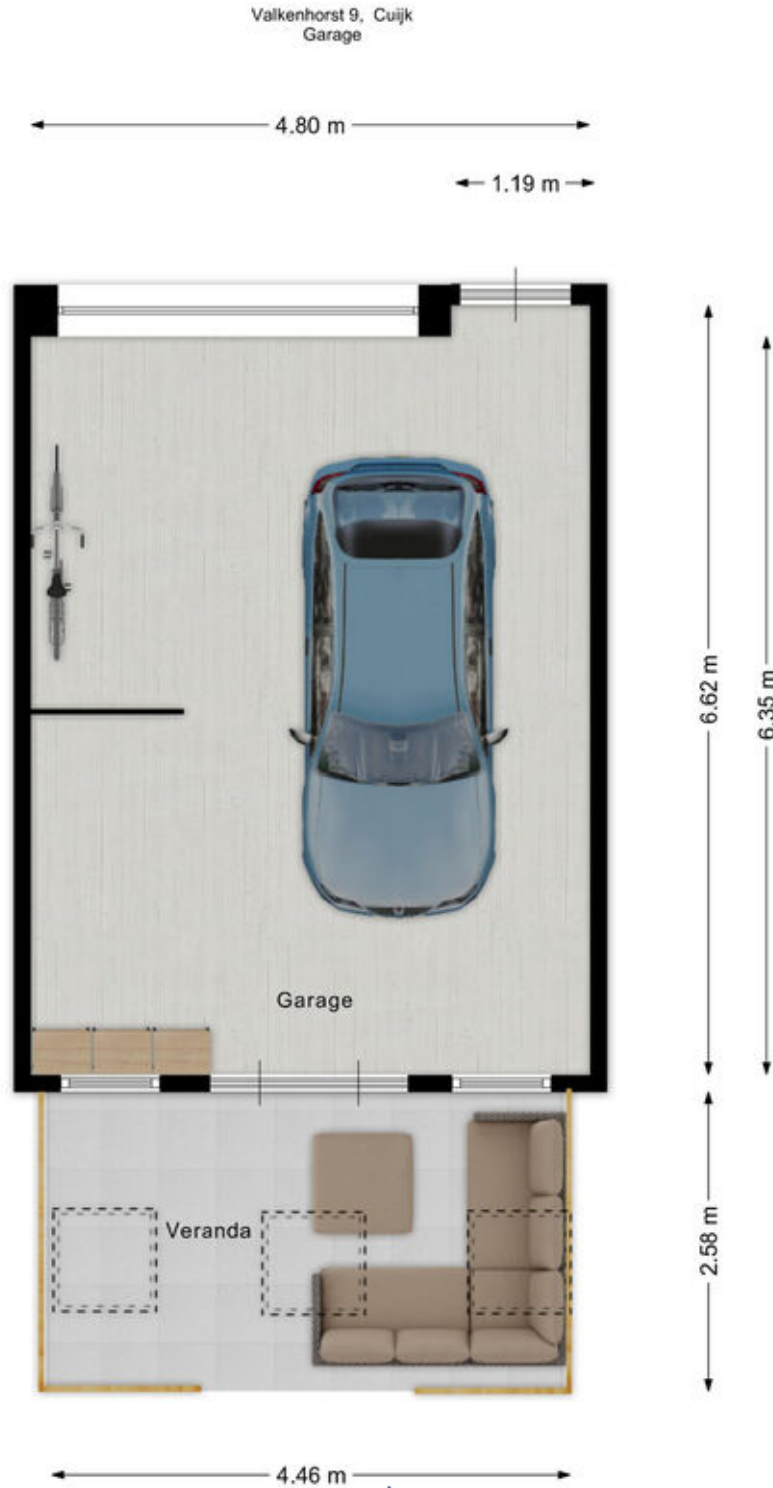 Valkenhorst 9, Cuijk
Garage
4.80 m
1.19 m
6.62 m
6.35 m
Garage
Veranda
2.58 m
4.46 m